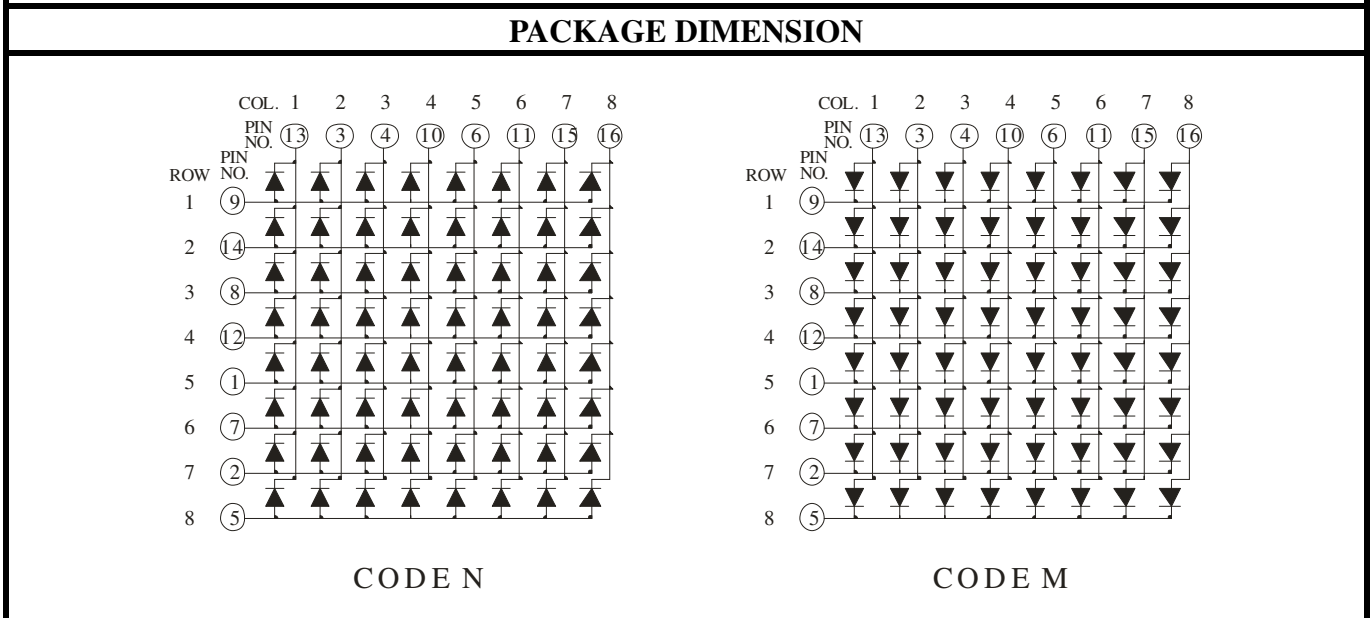 PACKAGE DIMENSION
COL. 1 2 3 4 5 6 7 8
PIN NO. 13 3 4 10 6 11 15 16
ROW PIN NO.
1 9
2 14
3 8
4 12
5 1
6 7
7 2
8 5
CODE N
COL. 1 2 3 4 5 6 7 8
PIN NO. 13 3 4 10 6 11 15 16
ROW PIN NO.
1 9
2 14
3 8
4 12
5 1
6 7
7 2
8 5
CODE M